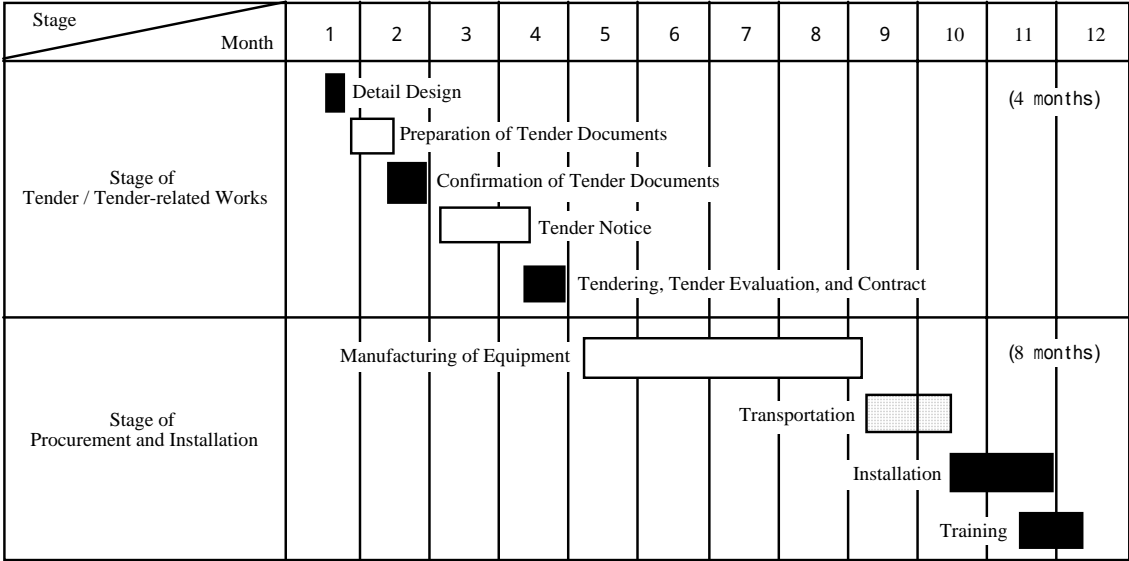 Stage
Month
1 2 3 4 5 6 7 8 9 10 11 12
Stage of
Tender / Tender-related Works
Detail Design
(4 months)
Preparation of Tender Documents
Confirmation of Tender Documents
Tender Notice
Tendering, Tender Evaluation, and Contract
Stage of
Procurement and Installation
Manufacturing of Equipment
(8 months)
Transportation
Installation
Training